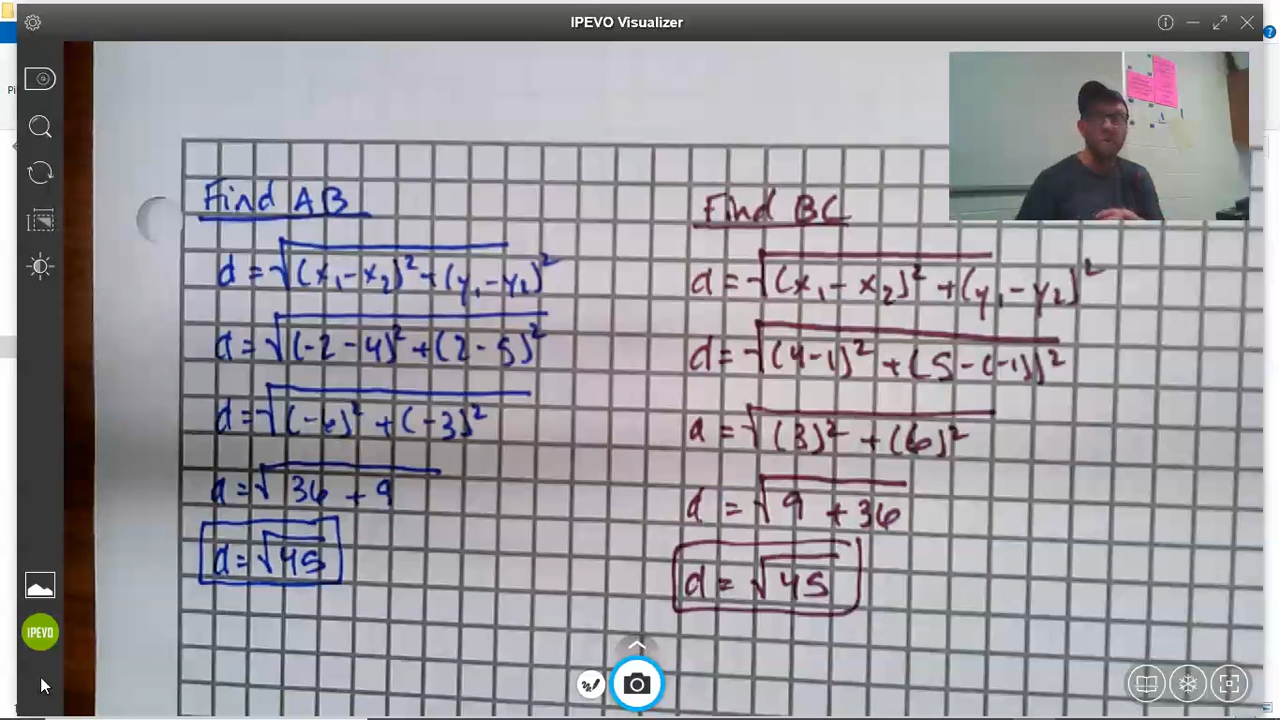 IPEVO Visualizer
Find AB
d = √(x₁ - x₂)² + (y₁ - y₂)²
d = √(-2 - 4)² + (2 - 5)²
d = √(-6)² + (-3)²
d = √36 + 9
d = √45
Find BC
d = √(x₁ - x₂)² + (y₁ - y₂)²
d = √(4 - 1)² + (5 - (-1))²
d = √(3)² + (6)²
d = √9 + 36
d = √45
IPEVO